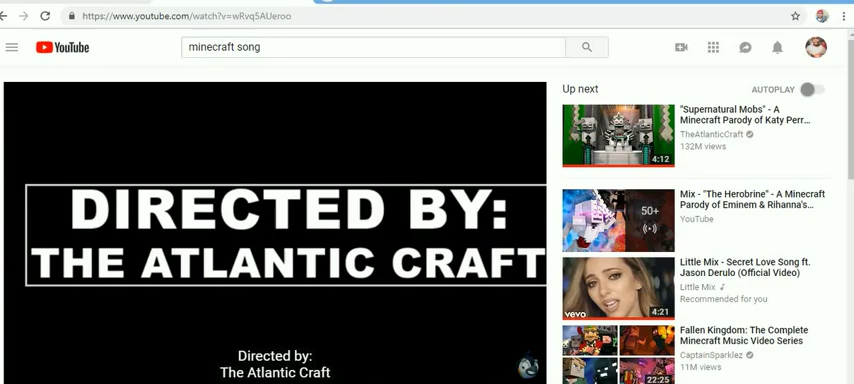 https://www.youtube.com/watch?v=wRvq5AUeroo
YouTube
minecraft song
DIRECTED BY:
THE ATLANTIC CRAFT
Directed by:
The Atlantic Craft
Up next
AUTOPLAY
4:12
"Supernatural Mobs" - A
Minecraft Parody of Katy Perr...
TheAtlanticCraft
132M views
50+
Mix - "The Herobrine" - A Minecraft
Parody of Eminem & Rihanna's...
YouTube
vevo
4:21
Little Mix - Secret Love Song ft.
Jason Derulo (Official Video)
Little Mix
Recommended for you
22:25
Fallen Kingdom: The Complete
Minecraft Music Video Series
CaptainSparklez
11M views